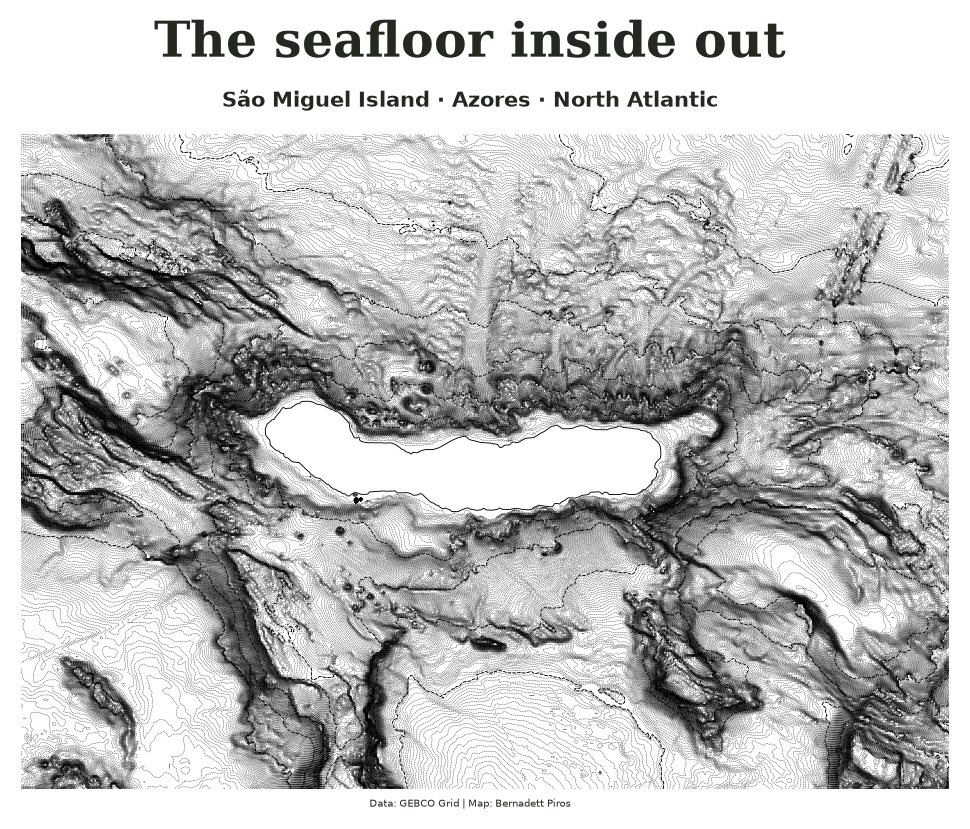 The seafloor inside out
São Miguel Island · Azores · North Atlantic
Data: GEBCO Grid | Map: Bernadett Piros